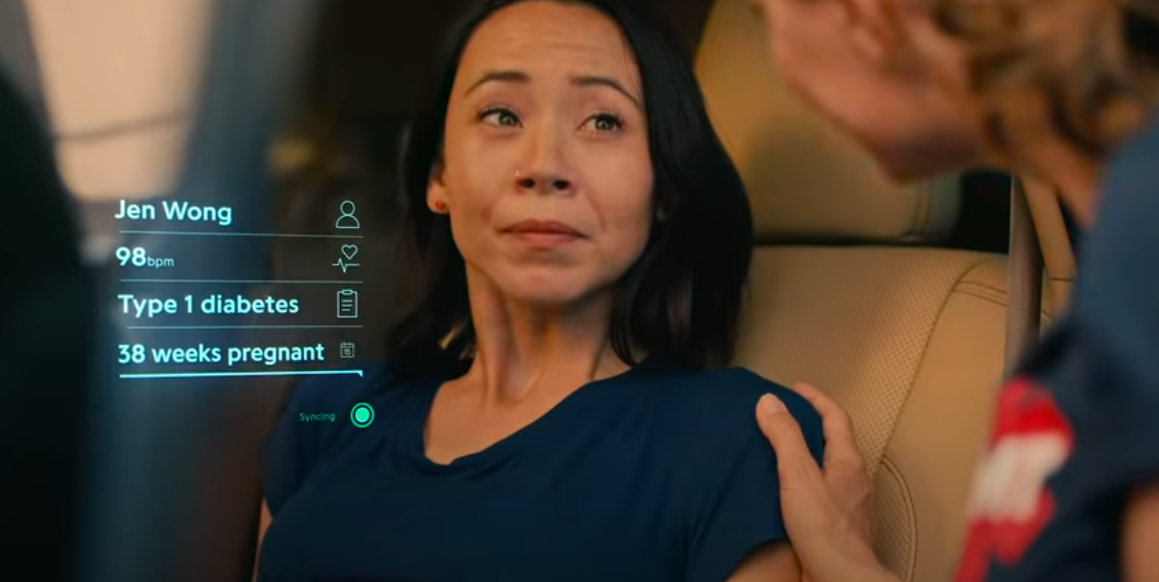 Jen Wong
98bpm
Type 1 diabetes
38 weeks pregnant
Syncing